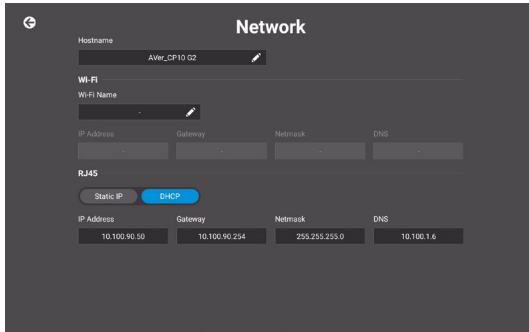 Network
Hostname
AVer_CP10 G2
Wi-Fi
Wi-Fi Name
-
IP Address Gateway Netmask DNS
- - - -
RJ45
Static IP DHCP
IP Address Gateway Netmask DNS
10.100.90.50 10.100.90.254 255.255.255.0 10.100.1.6